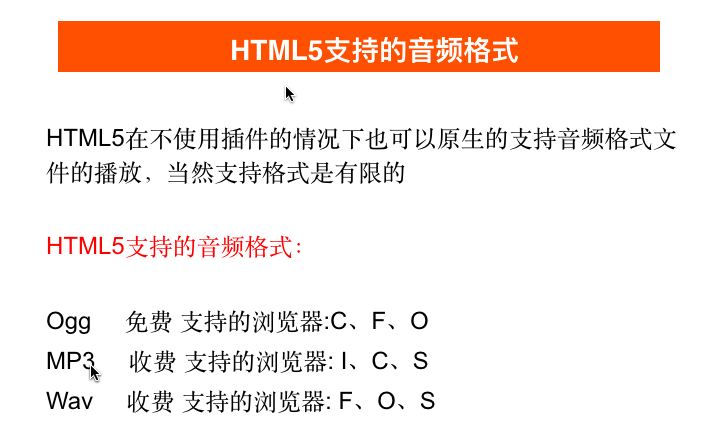 HTML5支持的音频格式
HTML5在不使用插件的情况下也可以原生的支持音频格式文
件的播放，当然支持格式是有限的
HTML5支持的音频格式：
Ogg 免费 支持的浏览器:C、F、O
MP3 收费 支持的浏览器: I、C、S
Wav 收费 支持的浏览器: F、O、S